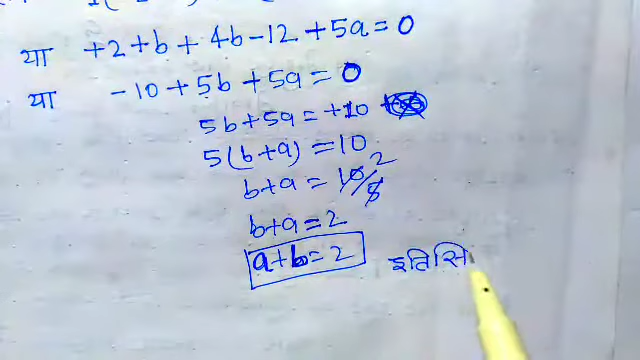 या +2+b+4b-12+5a=0
या -10+5b+5a=0
5b+5a=+10
5(b+a)=10
b+a=10/5 2
b+a=2
a+b=2 इतिसि